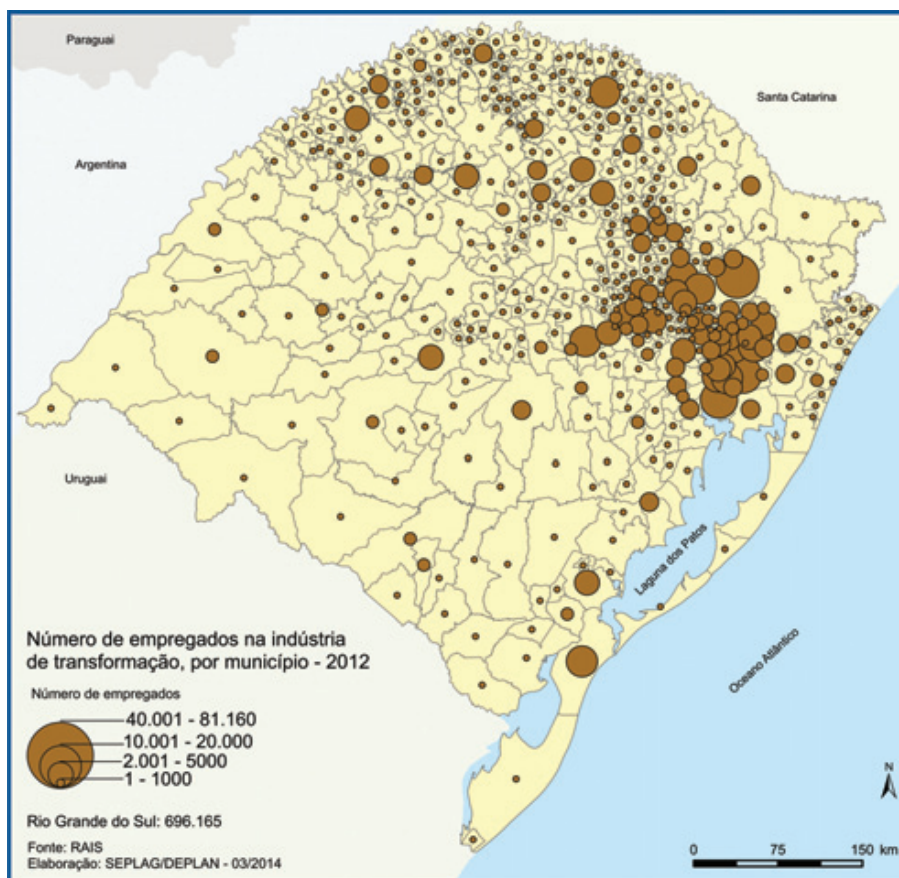 Paraguai
Santa Catarina
Argentina
Uruguai
Laguna dos Patos
Oceano Atlântico
Número de empregados na indústria
de transformação, por município - 2012
Número de empregados
40.001 - 81.160
10.001 - 20.000
2.001 - 5000
1 - 1000
Rio Grande do Sul: 696.165
Fonte: RAIS
Elaboração: SEPLAG/DEPLAN - 03/2014
N
0 75 150 km